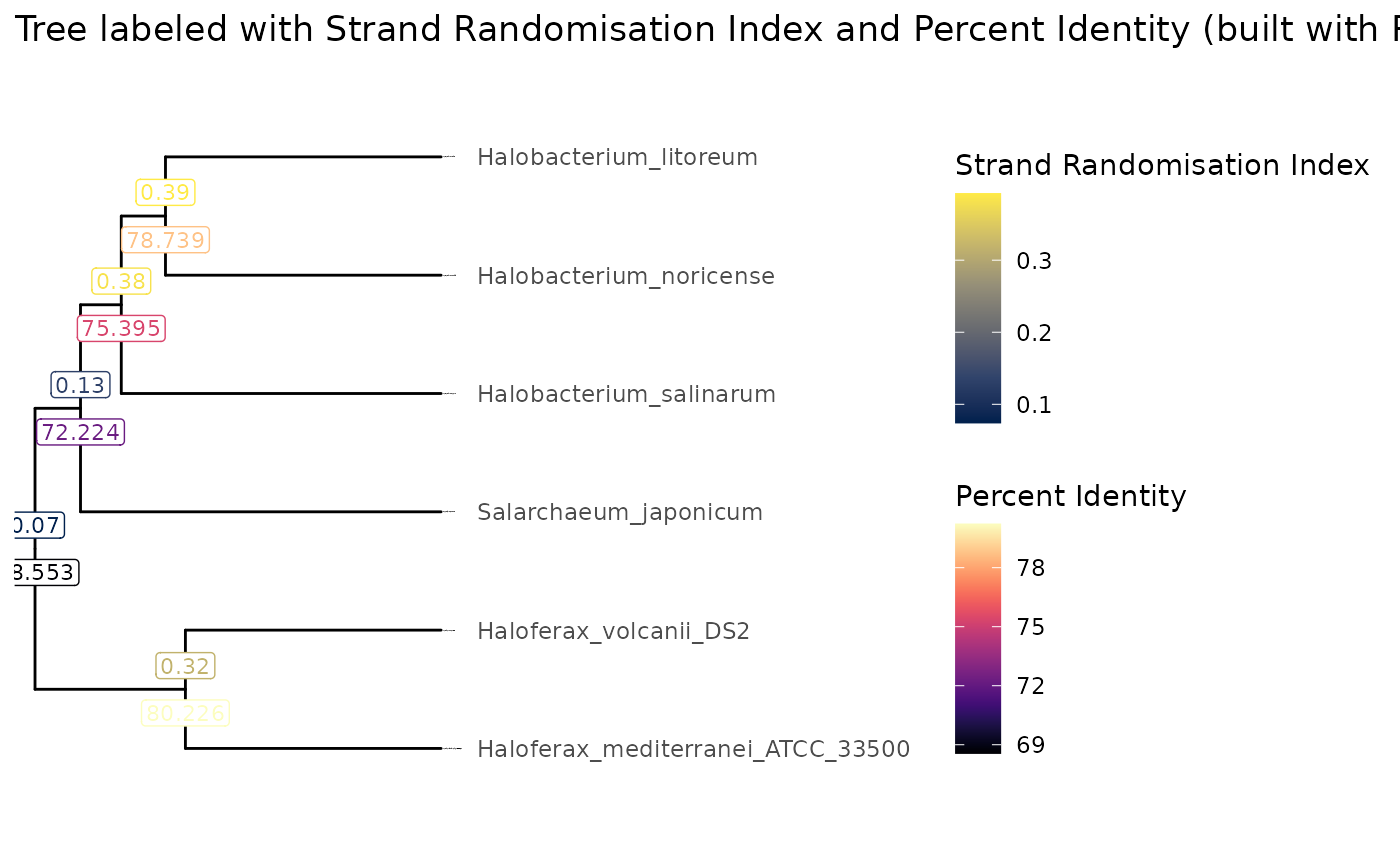 Tree labeled with Strand Randomisation Index and Percent Identity (built with
Halobacterium_litoreum
0.39
78.739
Halobacterium_noricense
0.38
75.395
Halobacterium_salinarum
0.13
72.224
Salarchaeum_japonicum
0.07
8.553
Haloferax_volcanii_DS2
0.32
80.226
Haloferax_mediterranei_ATCC_33500
Strand Randomisation Index
0.3
0.2
0.1
Percent Identity
78
75
72
69